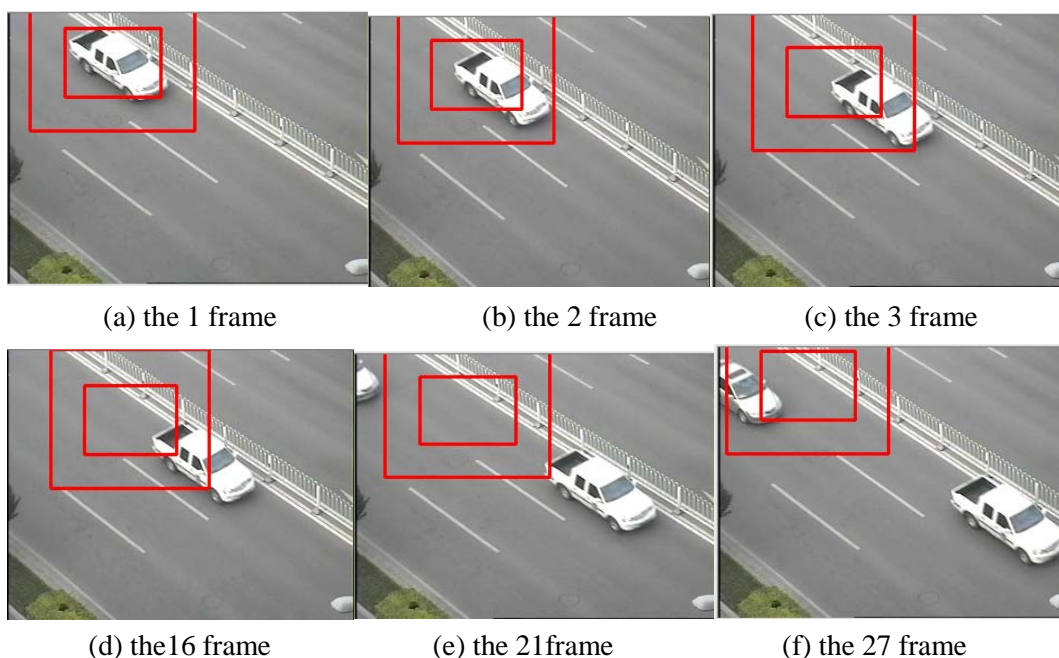 (a) the 1 frame
(b) the 2 frame
(c) the 3 frame
(d) the16 frame
(e) the 21frame
(f) the 27 frame